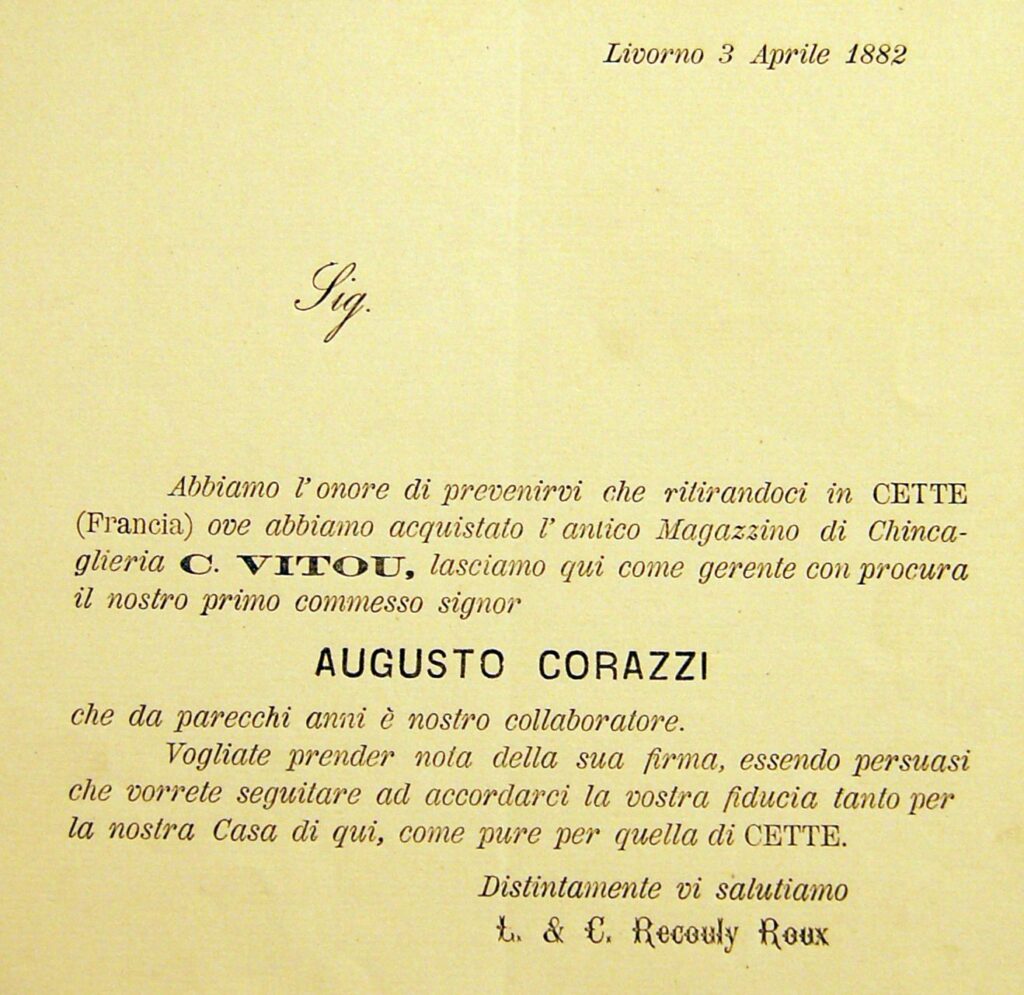 Livorno 3 Aprile 1882
Sig.
Abbiamo l'onore di prevenirvi che ritirandoci in CETTE
(Francia) ove abbiamo acquistato l'antico Magazzino di Chinca-
glieria C. VITOU, lasciamo qui come gerente con procura
il nostro primo commesso signor
AUGUSTO CORAZZI
che da parecchi anni è nostro collaboratore.
Vogliate prender nota della sua firma, essendo persuasi
che vorrete seguitare ad accordarci la vostra fiducia tanto per
la nostra Casa di qui, come pure per quella di CETTE.
Distintamente vi salutiamo
L. & C. Recouly Roux